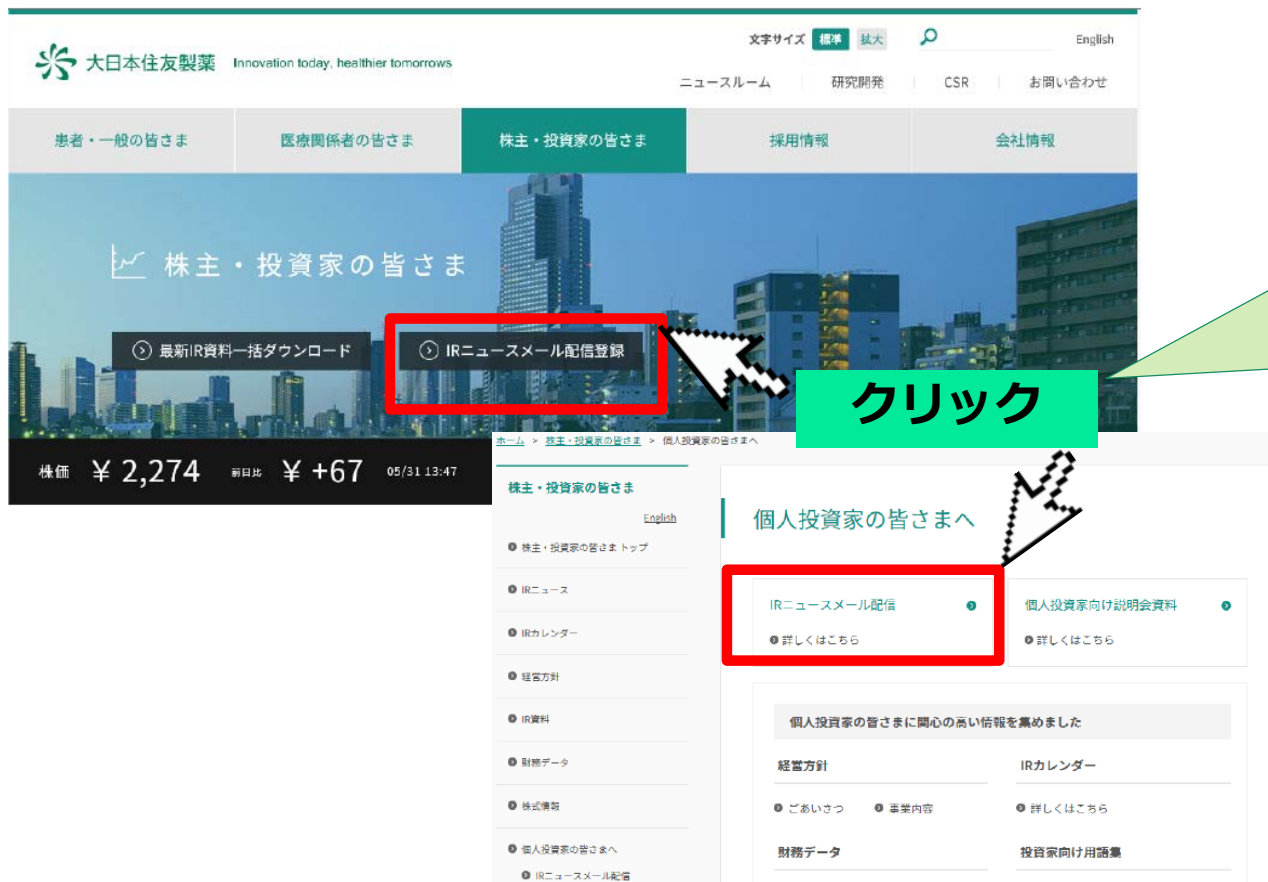 文字サイズ 標準 拡大 English
大日本住友製薬 Innovation today, healthier tomorrows
ニュースルーム 研究開発 CSR お問い合わせ
患者・一般の皆さま 医療関係者の皆さま 株主・投資家の皆さま 採用情報 会社情報
株主・投資家の皆さま
最新IR資料一括ダウンロード IRニュースメール配信登録
クリック
株価 ¥ 2,274 前日比 ¥ +67 05/31 13:47
ホーム > 株主・投資家の皆さま > 個人投資家の皆さまへ
株主・投資家の皆さま
English
株主・投資家の皆さま トップ
IRニュース
IRカレンダー
経営方針
IR資料
財務データ
株式情報
個人投資家の皆さまへ
IRニュースメール配信
個人投資家の皆さまへ
IRニュースメール配信 個人投資家向け説明会資料
詳しくはこちら 詳しくはこちら
個人投資家の皆さまに関心の高い情報を集めました
経営方針 IRカレンダー
ごあいさつ 事業内容 詳しくはこちら
財務データ 投資家向け用語集